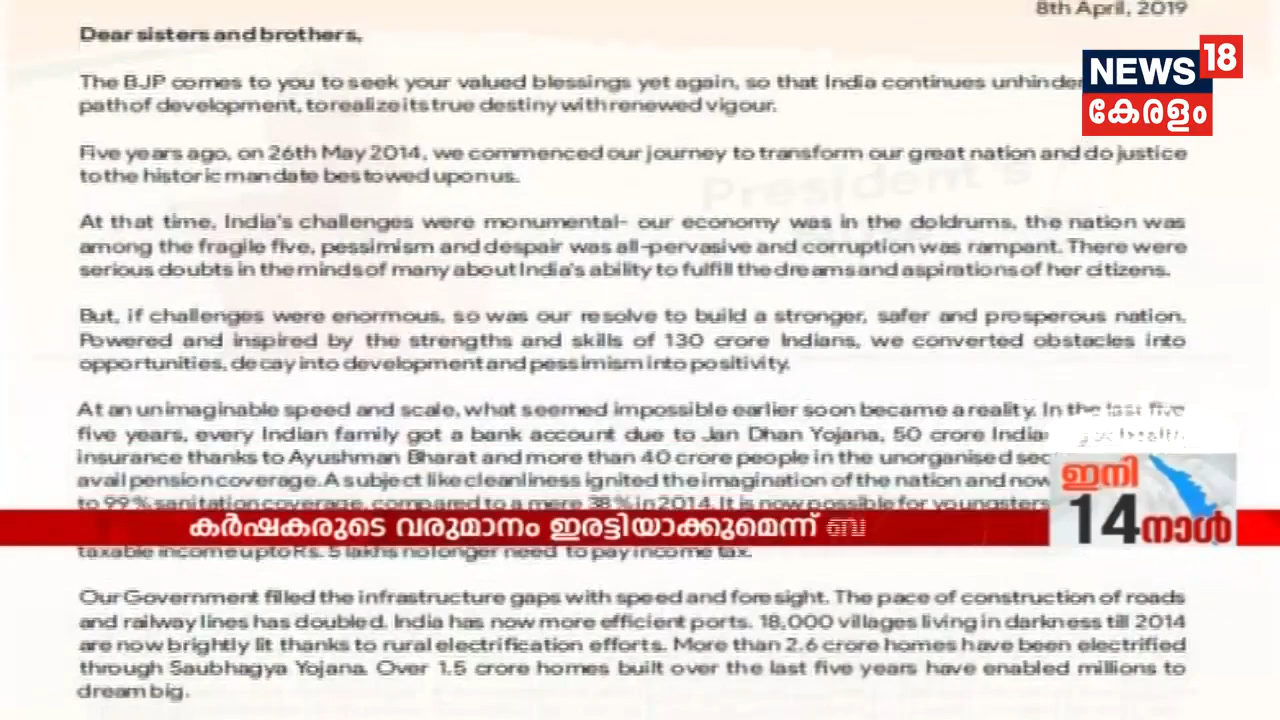 8th April, 2019
Dear sisters and brothers,
The BJP comes to you to seek your valued blessings yet again, so that India continues
path of development, to realize its true destiny with renewed vigour.
Five years ago, on 26th May 2014, we commenced our journey to transform our great nation and do justice
to the historic mandate bestowed upon us.
At that time, India's challenges were monumental- our economy was in the doldrums, the nation was
among the fragile five, pessimism and despair was all-pervasive and corruption was rampant. There were
serious doubts in the minds of many about India's ability to fulfill the dreams and aspirations of her citizens.
But, if challenges were enormous, so was our resolve to build a stronger, safer and prosperous nation.
Powered and inspired by the strengths and skills of 130 crore Indians, we converted obstacles into
opportunities, decay into development and pessimism into positivity.
At an unimaginable speed and scale, what seemed impossible earlier soon became a reality. In the last five
five years, every Indian family got a bank account due to Jan Dhan Yojana, 50 crore
insurance thanks to Ayushman Bharat and more than 40 crore people in the unorganised
avail pension coverage. A subject like cleanliness ignited the imagination of the nation and now
to 99% sanitation coverage, compared to a mere 38% in 2014. It is now possible for youngsters
taxable income upto Rs. 5 lakhs no longer need to pay income tax.
Our Government filled the infrastructure gaps with speed and foresight. The pace of construction of roads
and railway lines has doubled. India has now more efficient ports. 18,000 villages living in darkness till 2014
are now brightly lit thanks to rural electrification efforts. More than 2.6 crore homes have been electrified
through Saubhagya Yojana. Over 1.5 crore homes built over the last five years have enabled millions to
dream big.
President's
NEWS 18
കേരളം
കർഷകരുടെ വരുമാനം ഇരട്ടിയാക്കുമെന്ന്
ഇനി
14 നാൾ